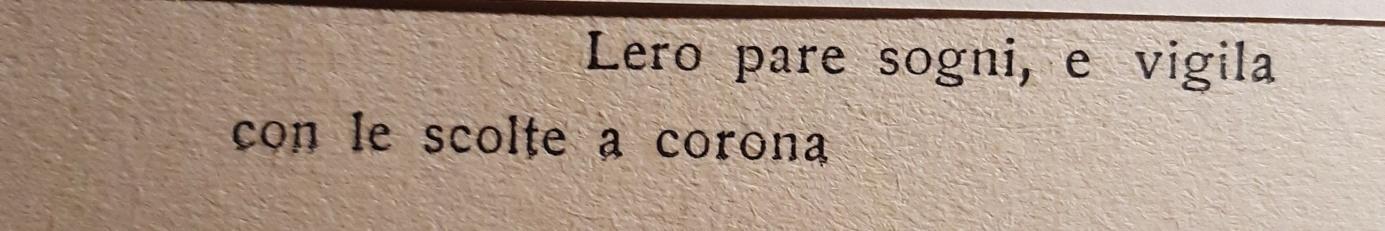 Lero pare sogni, e vigila
con le scolte a corona